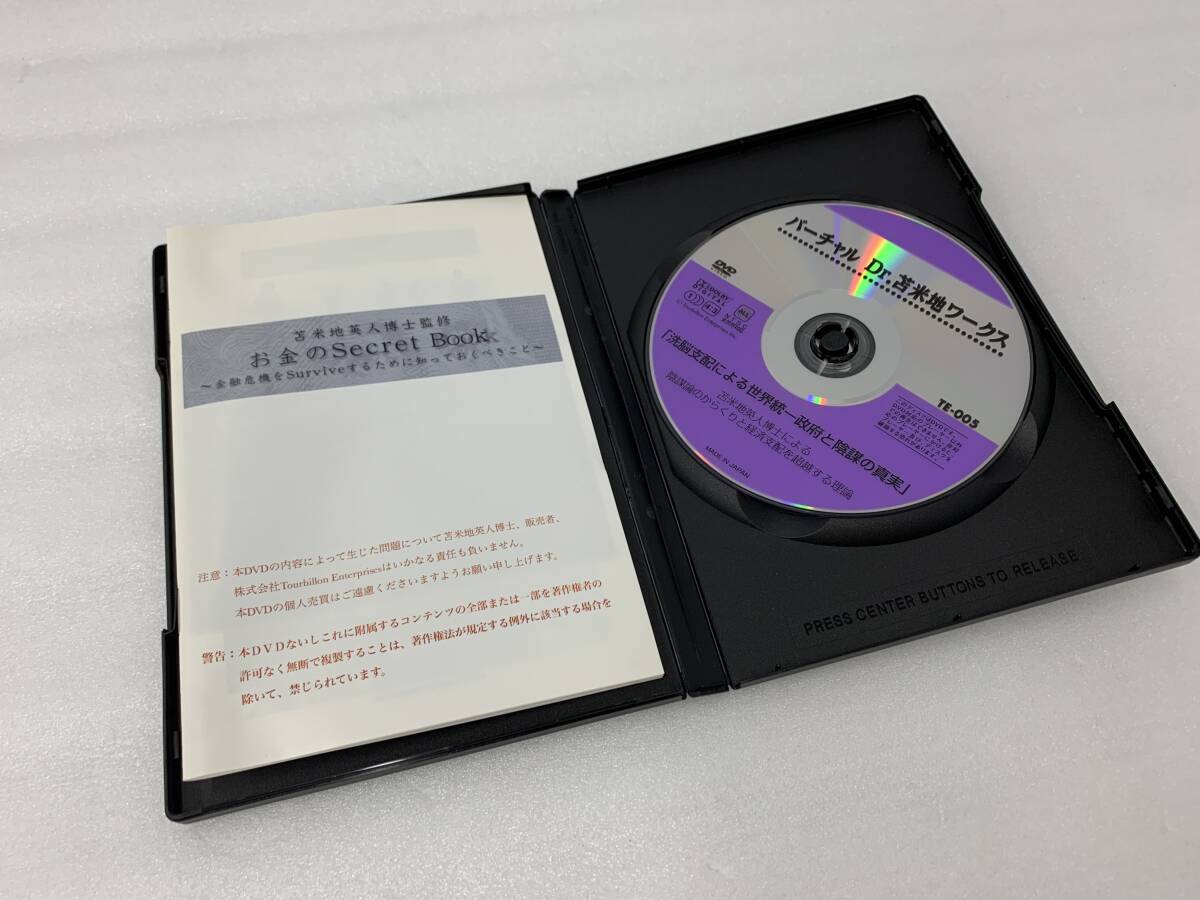 苫米地英人博士監修
お金のSecret Book
～金融危機をSurviveするために知っておくべきこと～
注意：本DVDの内容によって生じた問題について苫米地英人博士、販売者、
株式会社Tourbillon Enterprisesはいかなる責任も負いません。
本DVDの個人売買はご遠慮くださいますようお願い申し上げます。
警告：本DVDないしこれに附属するコンテンツの全部または一部を著作権者の
許可なく無断で複製することは、著作権法が規定する例外に該当する場合を
除いて、禁じられています。
バーチャル Dr.苫米地ワークス
DVD
VIDEO
DOLBY
DIGITAL
4:3
ALL
NTSC
TE-005
「洗脳支配による世界統一政府と陰謀の真実」
苫米地英人博士による
陰謀論のからくりと経済支配を超越する理論
MADE IN JAPAN
PRESS CENTER BUTTONS TO RELEASE